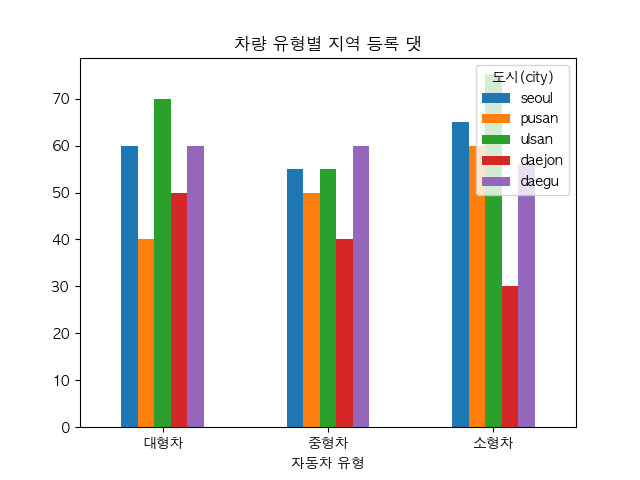 차량 유형별 지역 등록 댓
도시(city)
seoul
pusan
ulsan
daejon
daegu
70
60
50
40
30
20
10
0
대형차 중형차 소형차
자동차 유형